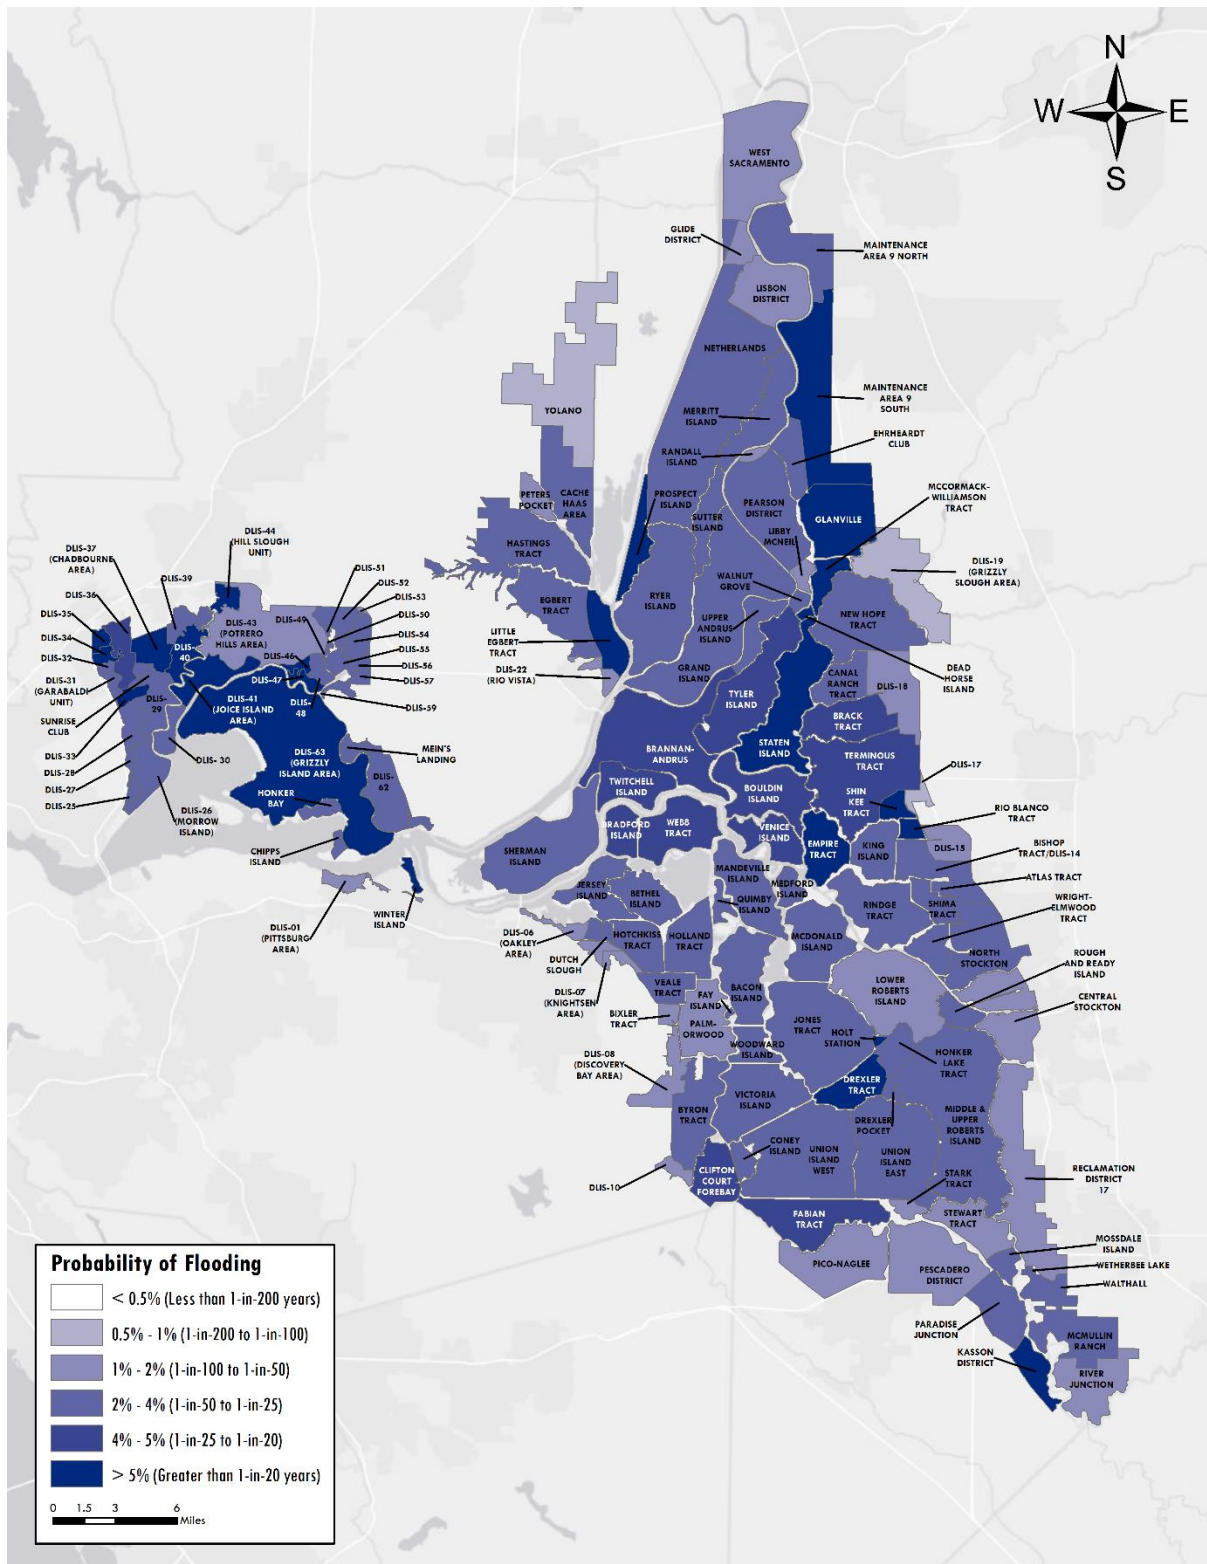 N
W
E
S
WEST
SACRAMENTO
GLIDE
DISTRICT
MAINTENANCE
AREA 9 NORTH
LISBON
DISTRICT
NETHERLANDS
MAINTENANCE
AREA 9
SOUTH
YOLANO
MERRITT
ISLAND
EHRHEARDT
CLUB
RANDALL
ISLAND
MCCORMACK-
WILLIAMSON
TRACT
PETERS
POCKET
CACHE
HAAS
AREA
PROSPECT
ISLAND
PEARSON
DISTRICT
GLANVILLE
SUTTER
ISLAND
LIBBY
MCNEIL
HASTINGS
TRACT
DLIS-19
(GRIZZLY
SLOUGH AREA)
WALNUT
GROVE
EGBERT
TRACT
RYER
ISLAND
UPPER
ANDRUS
ISLAND
NEW HOPE
TRACT
LITTLE
EGBERT
TRACT
DLIS-22
(RIO VISTA)
GRAND
ISLAND
DEAD
HORSE
ISLAND
CANAL
RANCH
TRACT
DLIS-18
TYLER
ISLAND
BRACK
TRACT
STATEN
ISLAND
BRANNAN-
ANDRUS
TERMINOUS
TRACT
DLIS-17
TWITCHELL
ISLAND
BOULDIN
ISLAND
SHIN
KEE
TRACT
RIO BLANCO
TRACT
BRADFORD
ISLAND
WEBB
TRACT
VENICE
ISLAND
EMPIRE
TRACT
KING
ISLAND
DLIS-15
BISHOP
TRACT/DLIS-14
SHERMAN
ISLAND
MANDEVILLE
ISLAND
MEDFORD
ISLAND
ATLAS TRACT
JERSEY
ISLAND
BETHEL
ISLAND
QUIMBY
ISLAND
RINDGE
TRACT
SHIMA
TRACT
WRIGHT-
ELMWOOD
TRACT
DLIS-06
(OAKLEY
AREA)
DUTCH
SLOUGH
HOTCHKISS
TRACT
HOLLAND
TRACT
MCDONALD
ISLAND
NORTH
STOCKTON
ROUGH
AND READY
ISLAND
DLIS-07
(KNIGHTSEN
AREA)
VEALE
TRACT
FAY
ISLAND
BACON
ISLAND
LOWER
ROBERTS
ISLAND
CENTRAL
STOCKTON
BIXLER
TRACT
PALM-
ORWOOD
JONES
TRACT
HOLT
STATION
WOODWARD
ISLAND
HONKER
LAKE
TRACT
DLIS-08
(DISCOVERY
BAY AREA)
DREXLER
TRACT
BYRON
TRACT
VICTORIA
ISLAND
DREXLER
POCKET
MIDDLE &
UPPER
ROBERTS
ISLAND
CONEY
ISLAND
UNION
ISLAND
WEST
UNION
ISLAND
EAST
DLIS-10
CLIFTON
COURT
FOREBAY
STARK
TRACT
RECLAMATION
DISTRICT
17
FABIAN
TRACT
STEWART
TRACT
MOSSDALE
ISLAND
WETHERBEE LAKE
PICO-NAGLEE
PESCADERO
DISTRICT
WALTHALL
PARADISE
JUNCTION
KASSON
DISTRICT
MCMULLIN
RANCH
RIVER
JUNCTION
DLIS-44
(HILL SLOUGH
UNIT)
DLIS-37
(CHADBOURNE
AREA)
DLIS-39
DLIS-51
DLIS-52
DLIS-53
DLIS-36
DLIS-50
DLIS-35
DLIS-49
DLIS-43
(POTRERO
HILLS AREA)
DLIS-54
DLIS-34
DLIS-40
DLIS-46
DLIS-55
DLIS-32
DLIS-56
DLIS-47
DLIS-57
DLIS-31
(GARABALDI
UNIT)
DLIS-29
DLIS-41
(JOICE ISLAND
AREA)
DLIS-48
DLIS-59
SUNRISE
CLUB
DLIS-33
DLIS-30
DLIS-63
(GRIZZLY
ISLAND AREA)
MEIN'S
LANDING
DLIS-28
DLIS-27
DLIS-62
DLIS-25
HONKER
BAY
DLIS-26
(MORROW
ISLAND)
CHIPPS
ISLAND
DLIS-01
(PITTSBURG
AREA)
WINTER
ISLAND
Probability of Flooding
< 0.5% (Less than 1-in-200 years)
0.5% - 1% (1-in-200 to 1-in-100)
1% - 2% (1-in-100 to 1-in-50)
2% - 4% (1-in-50 to 1-in-25)
4% - 5% (1-in-25 to 1-in-20)
> 5% (Greater than 1-in-20 years)
0 1.5 3 6
Miles